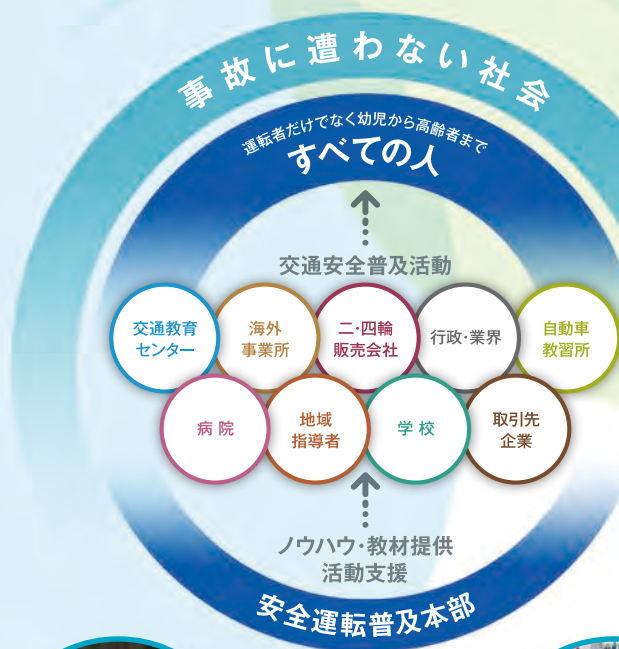 事故に遭わない社会
運転者だけでなく幼児から高齢者まで
すべての人
交通安全普及活動
交通教育
センター
海外
事業所
二・四輪
販売会社
行政・業界
自動車
教習所
病院
地域
指導者
学校
取引先
企業
ノウハウ・教材提供
活動支援
安全運転普及本部